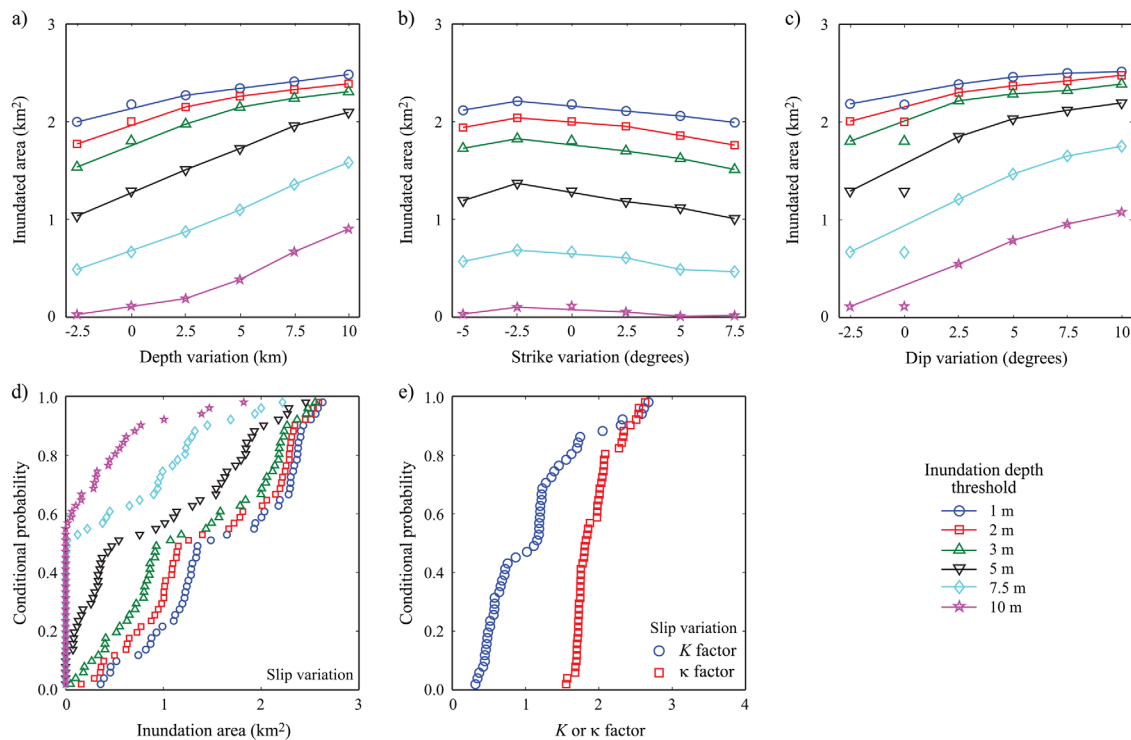 a)
3
2
1
0
Inundated area (km²)
-2.5 0 2.5 5 7.5 10
Depth variation (km)
b)
3
2
1
0
Inundated area (km²)
-5 -2.5 0 2.5 5 7.5
Strike variation (degrees)
c)
3
2
1
0
Inundated area (km²)
-2.5 0 2.5 5 7.5 10
Dip variation (degrees)
d)
1.0
0.8
0.6
0.4
0.2
0.0
Conditional probability
Slip variation
0 1 2 3
Inundation area (km²)
e)
1.0
0.8
0.6
0.4
0.2
0.0
Conditional probability
Slip variation
K factor
κ factor
0 1 2 3 4
K or κ factor
Inundation depth
threshold
1 m
2 m
3 m
5 m
7.5 m
10 m